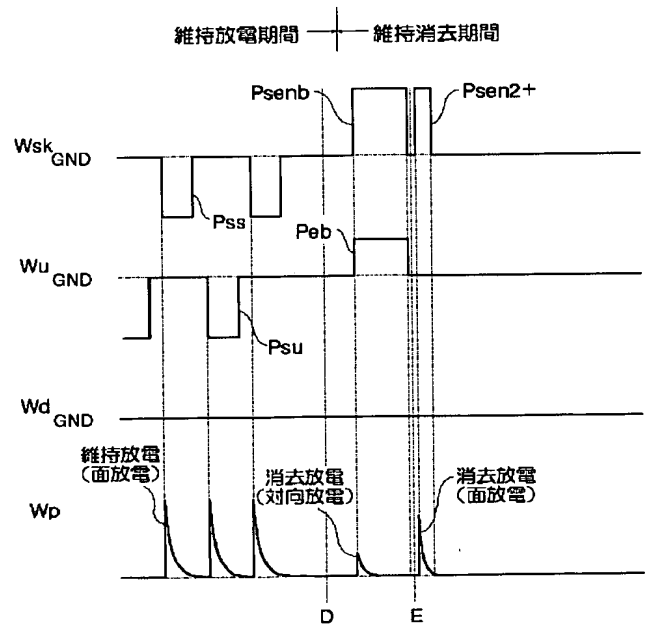 維持放電期間
維持消去期間
Psenb
Psen2+
Wsk GND
Pss
Peb
Wu GND
Psu
Wd GND
維持放電
(面放電)
消去放電
(対向放電)
消去放電
(面放電)
Wp
D
E